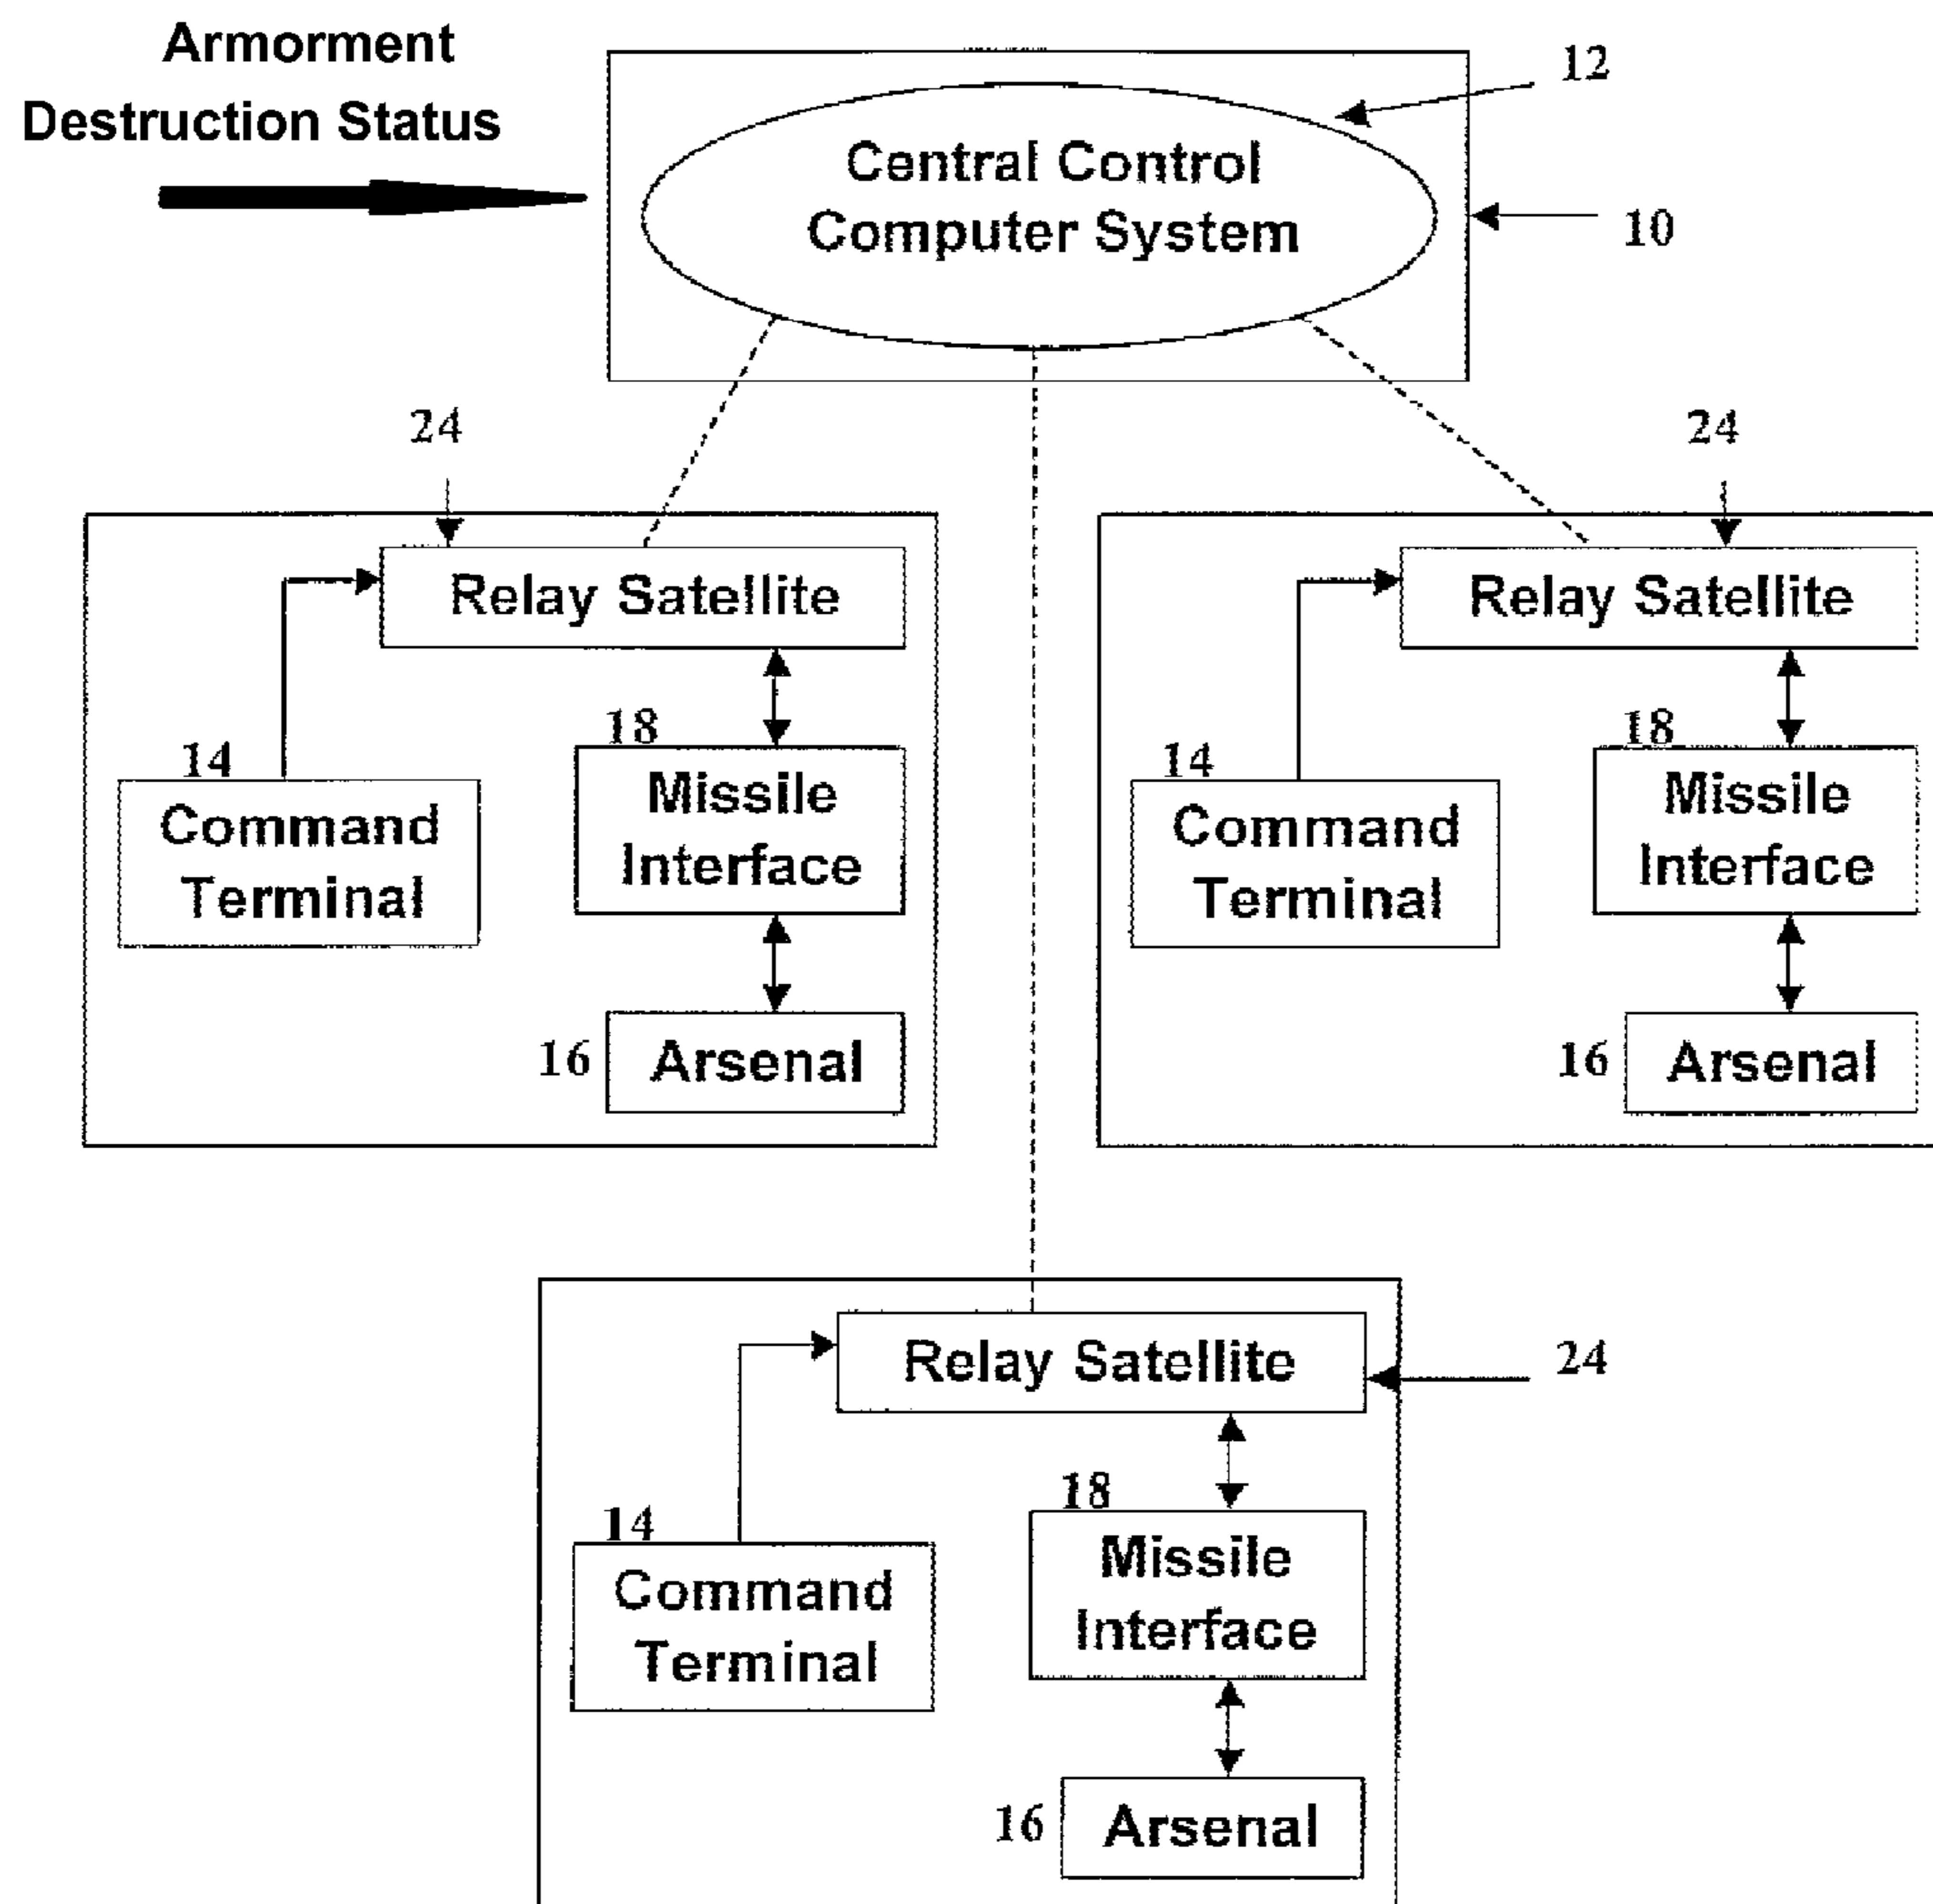 Armorment
Destruction Status
12
Central Control
Computer System
10
24
24
Relay Satellite
Relay Satellite
18
18
14
14
Missile
Interface
Missile
Interface
Command
Terminal
Command
Terminal
16
Arsenal
16
Arsenal
Relay Satellite
24
18
14
Missile
Interface
Command
Terminal
16
Arsenal